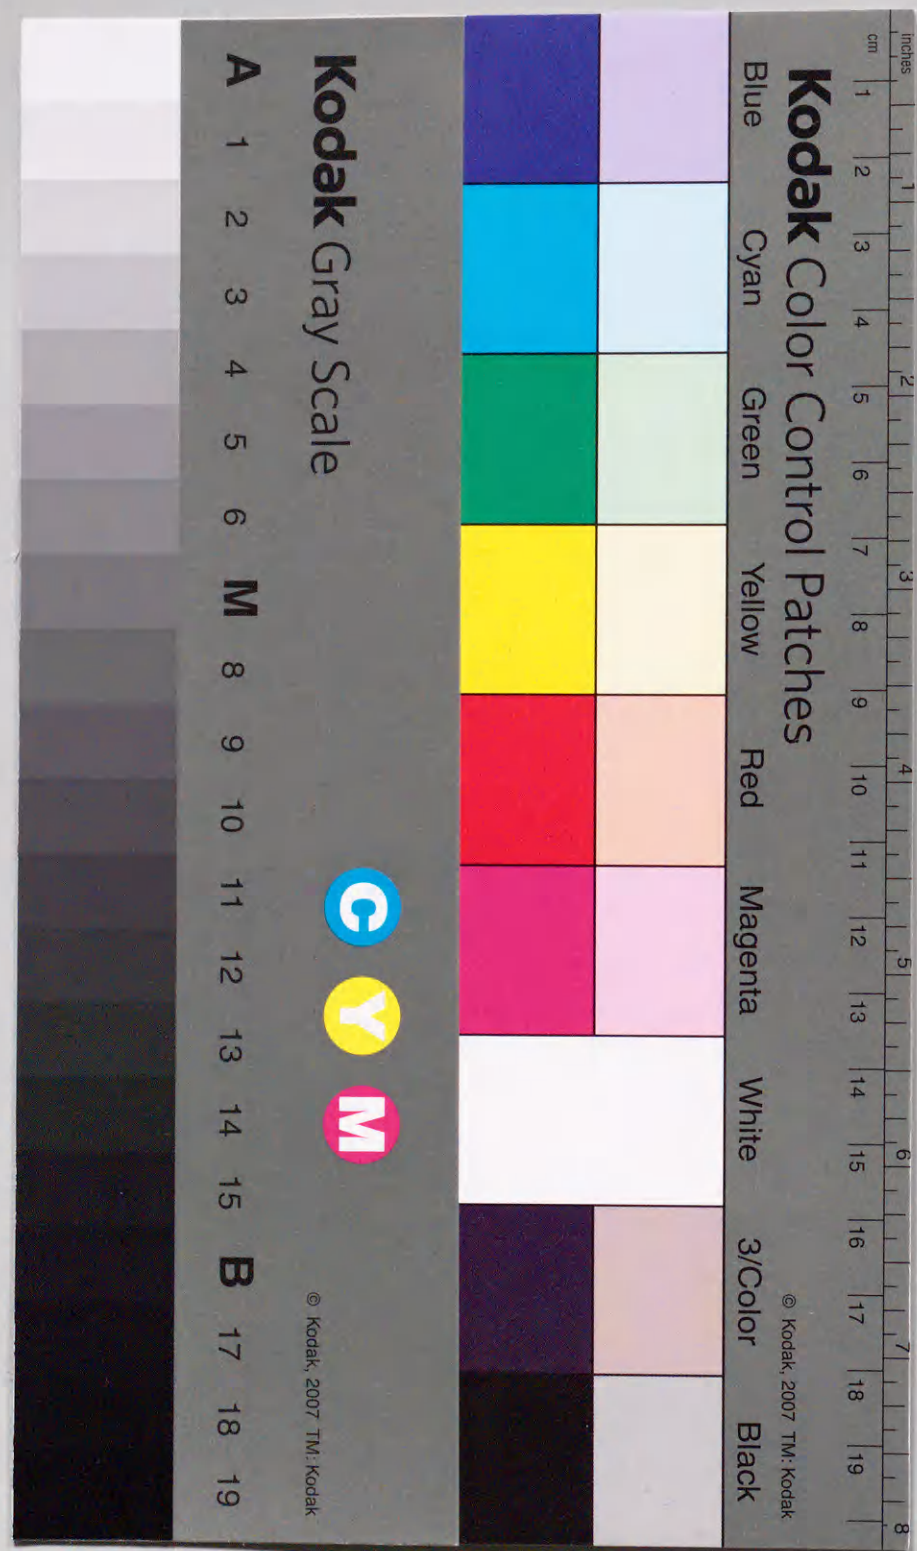 inches 1 2 3 4 5 6 7 8
cm 1 2 3 4 5 6 7 8 9 10 11 12 13 14 15 16 17 18 19
Kodak Color Control Patches
© Kodak, 2007 TM: Kodak
Blue Cyan Green Yellow Red Magenta White 3/Color Black
Kodak Gray Scale
C Y M
© Kodak, 2007 TM: Kodak
A 1 2 3 4 5 6 M 8 9 10 11 12 13 14 15 B 17 18 19